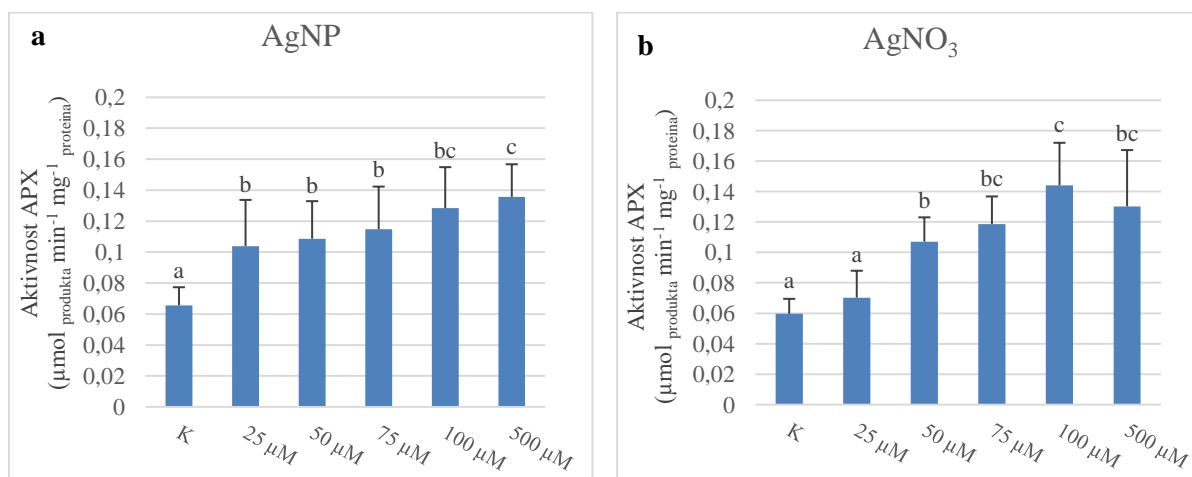 a
AgNP
Aktivnost APX
(µmol produkta min-1 mg-1 proteina)
0,2
0,18
0,16
0,14
0,12
0,1
0,08
0,06
0,04
0,02
0
a
b
b
b
bc
c
K
25 µM
50 µM
75 µM
100 µM
500 µM
b
AgNO3
Aktivnost APX
(µmol produkta min-1 mg-1 proteina)
0,2
0,18
0,16
0,14
0,12
0,1
0,08
0,06
0,04
0,02
0
a
a
b
bc
c
bc
K
25 µM
50 µM
75 µM
100 µM
500 µM